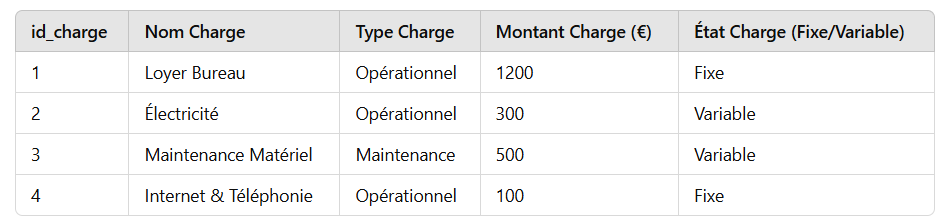 id_charge Nom Charge Type Charge Montant Charge (€) État Charge (Fixe/Variable)
1 Loyer Bureau Opérationnel 1200 Fixe
2 Électricité Opérationnel 300 Variable
3 Maintenance Matériel Maintenance 500 Variable
4 Internet & Téléphonie Opérationnel 100 Fixe